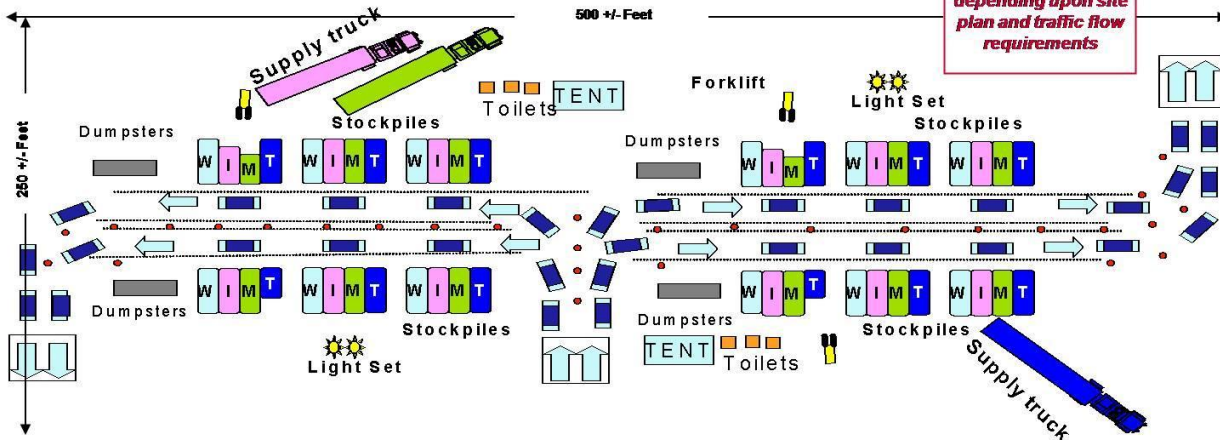 500 +/- Feet
depending upon site
plan and traffic flow
requirements
250 +/- Feet
Supply truck
Toilets
TENT
Forklift
Light Set
Dumpsters
Stockpiles
Dumpsters
Stockpiles
W I M T
W I M T
W I M T
W I M T
W I M T
W I M T
W I M T
W I M T
W I M T
W I M T
W I M T
W I M T
Dumpsters
Stockpiles
Dumpsters
Stockpiles
Light Set
TENT
Toilets
Supply truck